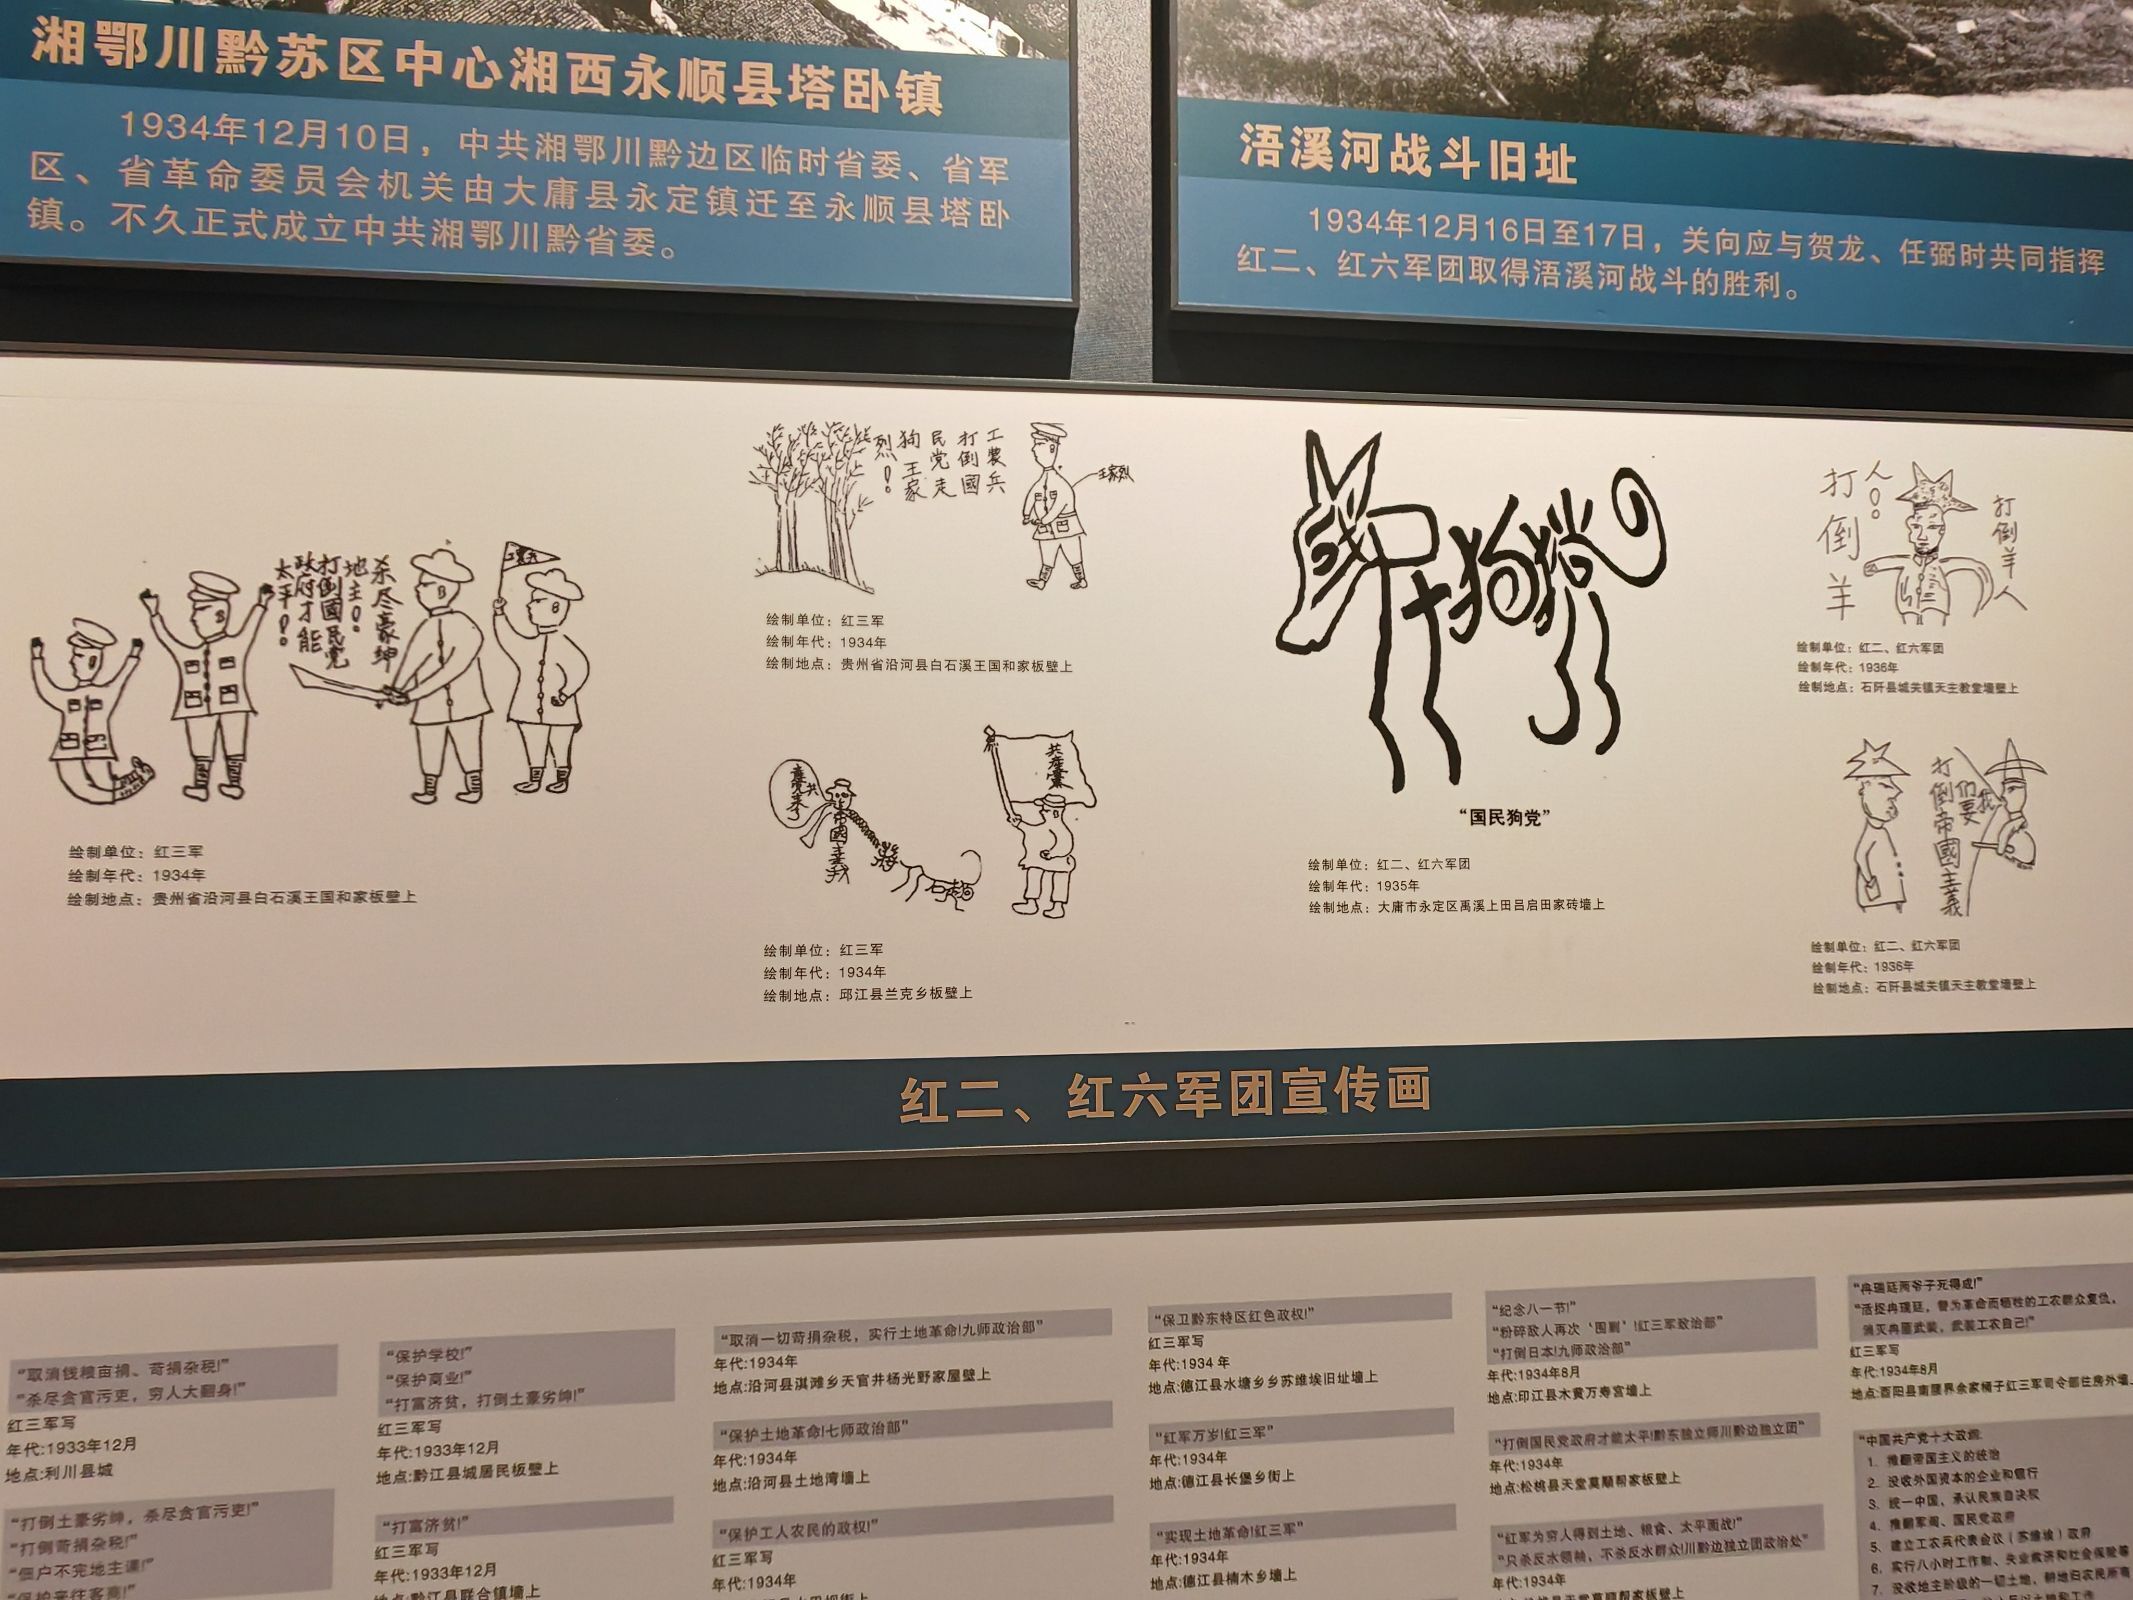 湘鄂川黔苏区中心湘西永顺县塔卧镇
1934年12月10日，中共湘鄂川黔边区临时省委、省军
区、省革命委员会机关由大庸县永定镇迁至永顺县塔卧
镇。不久正式成立中共湘鄂川黔省委。
浯溪河战斗旧址
1934年12月16日至17日，关向应与贺龙、任弼时共同指挥
红二、红六军团取得浯溪河战斗的胜利。
杀尽豪绅
地主!
打倒國民党
政府才能
太平!
绘制单位：红三军
绘制年代：1934年
绘制地点：贵州省沿河县白石溪王国和家板壁上
工農兵
打倒國
民党走
狗王家
烈!
王家烈
绘制单位：红三军
绘制年代：1934年
绘制地点：贵州省沿河县白石溪王国和家板壁上
共產黨
帝國主義
绘制单位：红三军
绘制年代：1934年
绘制地点：邱江县兰克乡板壁上
“国民狗党”
绘制单位：红二、红六军团
绘制年代：1935年
绘制地点：大庸市永定区禹溪上田吕启田家砖墙上
打倒羊
人!
打倒羊人
绘制单位：红二、红六军团
绘制年代：1936年
绘制地点：石阡县城关镇天主教堂墙壁上
我
们要
打倒帝國主義
绘制单位：红二、红六军团
绘制年代：1936年
绘制地点：石阡县城关镇天主教堂墙壁上
红二、红六军团宣传画
“取消钱粮亩捐、苛捐杂税!”
“杀尽贪官污吏，穷人大翻身!”
红三军写
年代:1933年12月
地点:利川县城
“打倒土豪劣绅，杀尽贪官污吏!”
“打倒苛捐杂税!”
“佃户不完地主课!”
“保护来往客商!”
“保护学校!”
“保护商业!”
“打富济贫，打倒土豪劣绅!”
红三军写
年代:1933年12月
地点:黔江县城居民板壁上
“打富济贫!”
红三军写
年代:1933年12月
地点:黔江县联合镇墙上
“取消一切苛捐杂税，实行土地革命!九师政治部”
年代:1934年
地点:沿河县淇滩乡天官井杨光野家屋壁上
“保护土地革命!七师政治部”
年代:1934年
地点:沿河县土地湾墙上
“保护工人农民的政权!”
红三军写
年代:1934年
“保卫黔东特区红色政权!”
红三军写
年代:1934 年
地点:德江县水塘乡乡苏维埃旧址墙上
“红军万岁!红三军”
年代:1934年
地点:德江县长堡乡街上
“实现土地革命!红三军”
年代:1934年
地点:德江县楠木乡墙上
“纪念八一节!”
“粉碎敌人再次‘围剿’!红三军政治部”
“打倒日本!九师政治部”
年代:1934年8月
地点:印江县木黄万寿宫墙上
“打倒国民党政府才能太平!黔东独立师川黔边独立团”
年代:1934年
地点:松桃县天堂莫顺帮家板壁上
“红军为穷人得到土地、粮食、太平而战!”
“只杀反水领袖，不杀反水群众!川黔边独立团政治处”
年代:1934年
“冉瑞廷两爷子死得成!”
“活捉冉瑞廷，替为革命而牺牲的工农群众复仇，
消灭冉匪武装，武装工农自己!”
红三军写
年代:1934年8月
地点:酉阳县南腰界余家桶子红三军司令部住房外墙
“中国共产党十大政纲:
1. 推翻帝国主义的统治
2. 没收外国资本的企业和银行
3. 统一中国，承认民族自决权
4. 推翻军阀、国民党政府
5. 建立工农兵代表会议（苏维埃）政府
6. 实行八小时工作制、失业救济和社会保险等
7. 没收地主阶级的一切土地，耕地归农民所有